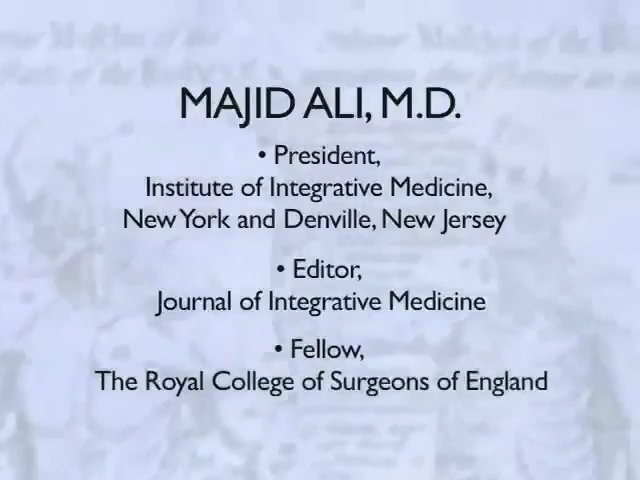 MAJID ALI, M.D.
• President,
Institute of Integrative Medicine,
New York and Denville, New Jersey
• Editor,
Journal of Integrative Medicine
• Fellow,
The Royal College of Surgeons of England